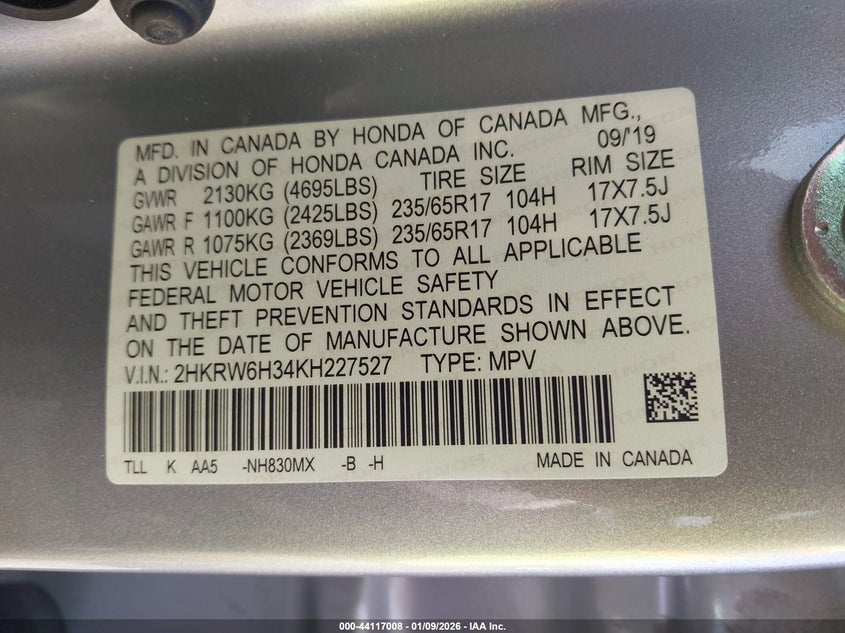 MFD. IN CANADA BY HONDA OF CANADA MFG.,
A DIVISION OF HONDA CANADA INC. 09/'19
GVWR 2130KG (4695LBS) TIRE SIZE RIM SIZE
GAWR F 1100KG (2425LBS) 235/65R17 104H 17X7.5J
GAWR R 1075KG (2369LBS) 235/65R17 104H 17X7.5J
THIS VEHICLE CONFORMS TO ALL APPLICABLE
FEDERAL MOTOR VEHICLE SAFETY
AND THEFT PREVENTION STANDARDS IN EFFECT
ON THE DATE OF MANUFACTURE SHOWN ABOVE.
V.I.N.: 2HKRW6H34KH227527 TYPE: MPV
TLL K AA5 -NH830MX -B -H MADE IN CANADA
000-44117008 - 01/09/2026 - IAA Inc.